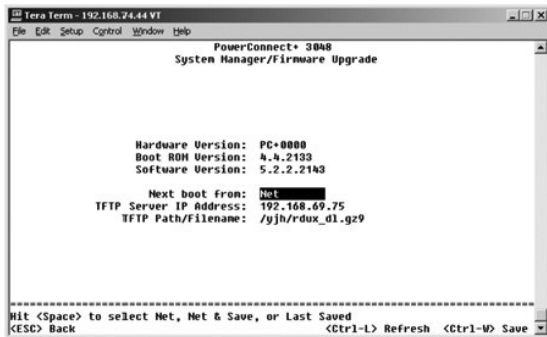 Tera Term - 192.168.74.44 VT
File Edit Setup Control Window Help
PowerConnect+ 3048
System Manager/Firmware Upgrade
Hardware Version: PC+0000
Boot ROM Version: 4.4.2133
Software Version: 5.2.2.2143
Next boot from: Net
TFTP Server IP Address: 192.168.69.75
TFTP Path/Filename: /yjh/rdux_dl.gz9
Hit <Space> to select Net, Net & Save, or Last Saved
<ESC> Back <Ctrl-L> Refresh <Ctrl-W> Save